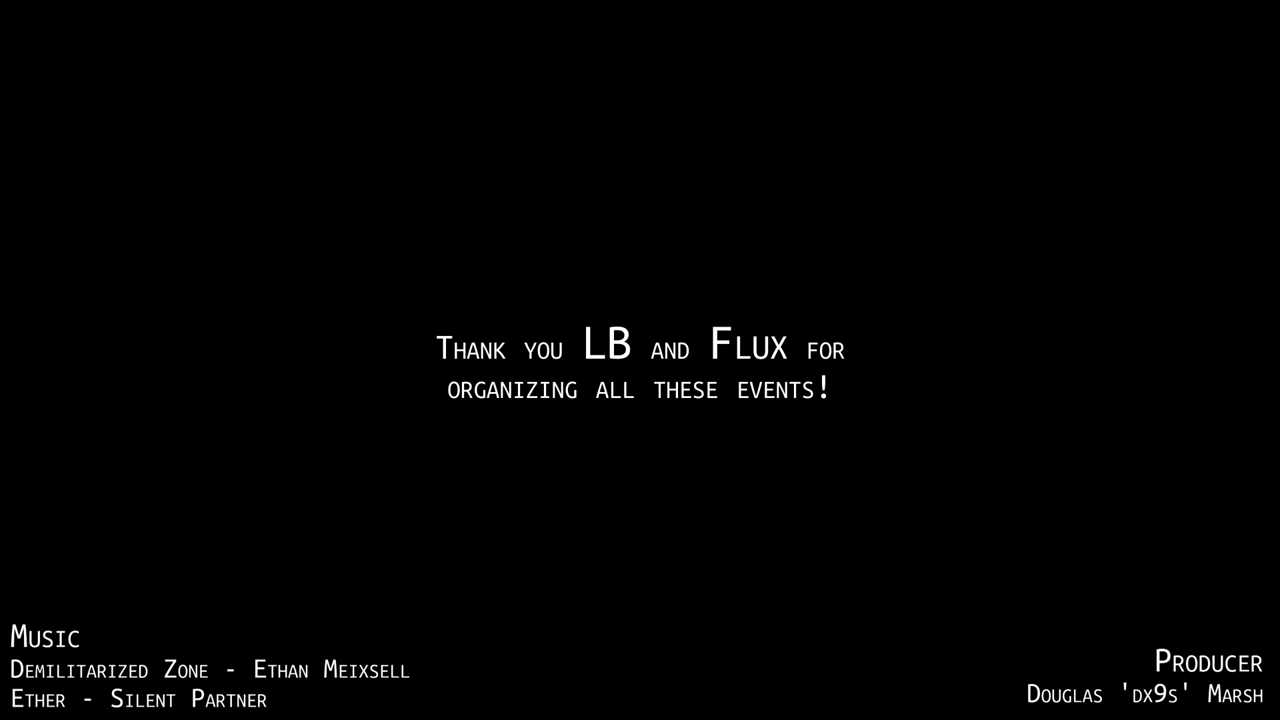 Thank you LB and Flux for
organizing all these events!
Music
Demilitarized Zone - Ethan Meixsell
Ether - Silent Partner
Producer
Douglas 'dx9s' Marsh